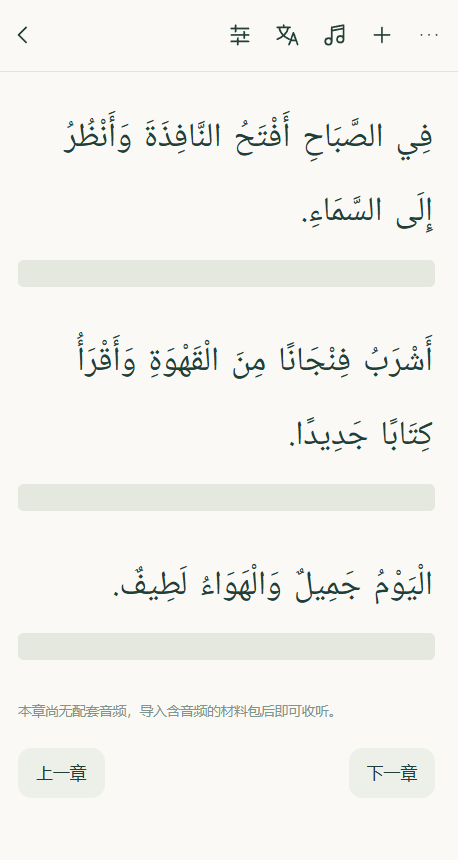 فِي الصَّبَاحِ أَفْتَحُ النَّافِذَةَ وَأَنْظُرُ
إِلَى السَّمَاءِ.
أَشْرَبُ فِنْجَانًا مِنَ الْقَهْوَةِ وَأَقْرَأُ
كِتَابًا جَدِيدًا.
الْيَوْمُ جَمِيلٌ وَالْهَوَاءُ لَطِيفٌ.
本章尚无配套音频，导入含音频的材料包后即可收听。
上一章
下一章